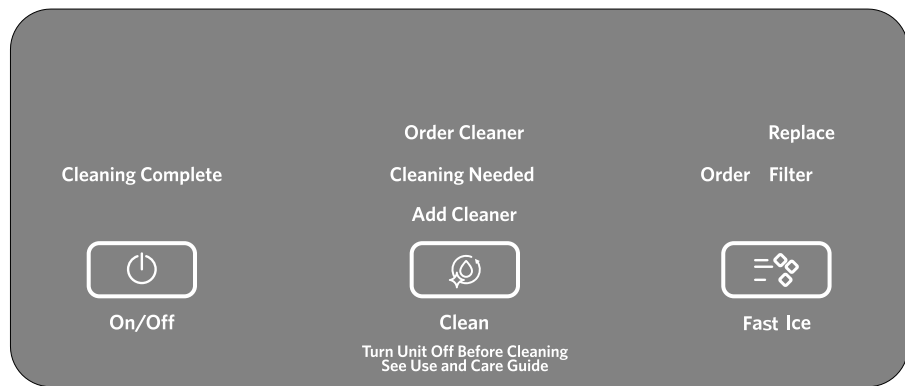 Order Cleaner
Replace
Cleaning Complete
Cleaning Needed
Order Filter
Add Cleaner
On/Off
Clean
Fast Ice
Turn Unit Off Before Cleaning
See Use and Care Guide